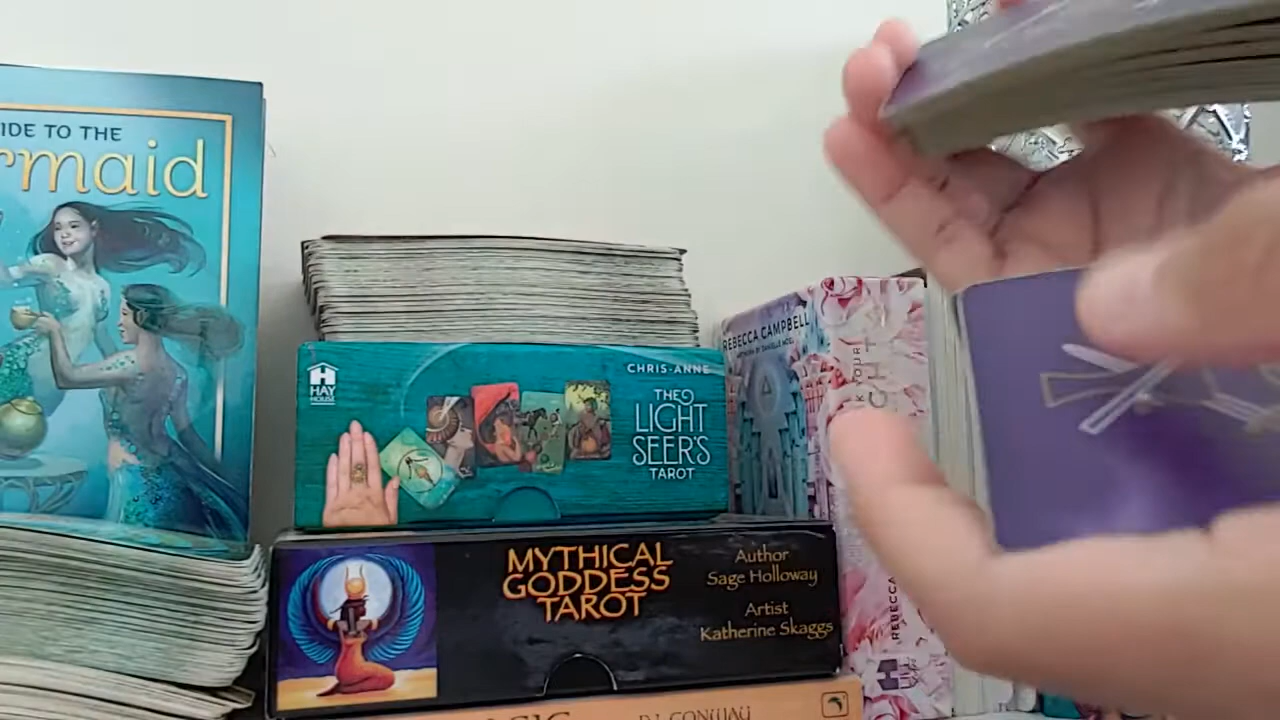 IDE TO THE
rmaid
HAY
HOUSE
CHRIS-ANNE
THE
LIGHT
SEER'S
TAROT
REBECCA CAMPBELL
MYTHICAL
GODDESS
TAROT
Author
Sage Holloway
Artist
Katherine Skaggs
REBECCA
D.J. CONWAY